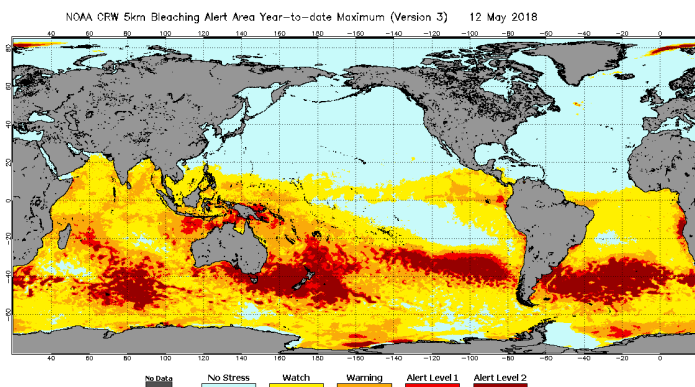 NOAA CRW 5km Bleaching Alert Area Year-to-date Maximum (Version 3) 12 May 2018
80
60
40
20
0
-20
-40
-60
40 60 80 100 120 140 160 180 -160 -140 -120 -100 -80 -60 -40 -20 0 20
No Data No Stress Watch Warning Alert Level 1 Alert Level 2